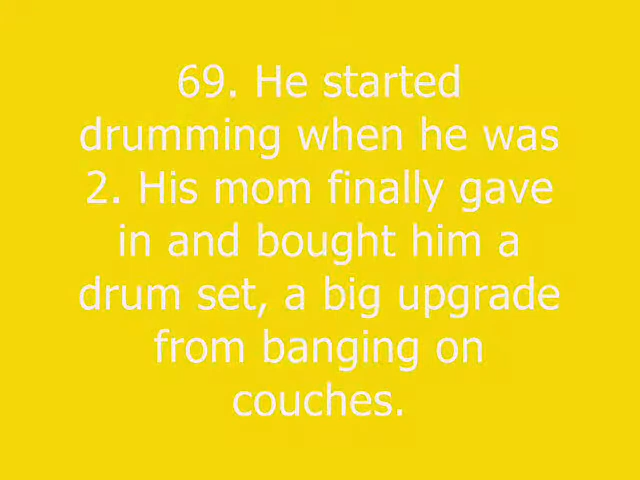 69. He started
drumming when he was
2. His mom finally gave
in and bought him a
drum set, a big upgrade
from banging on
couches.